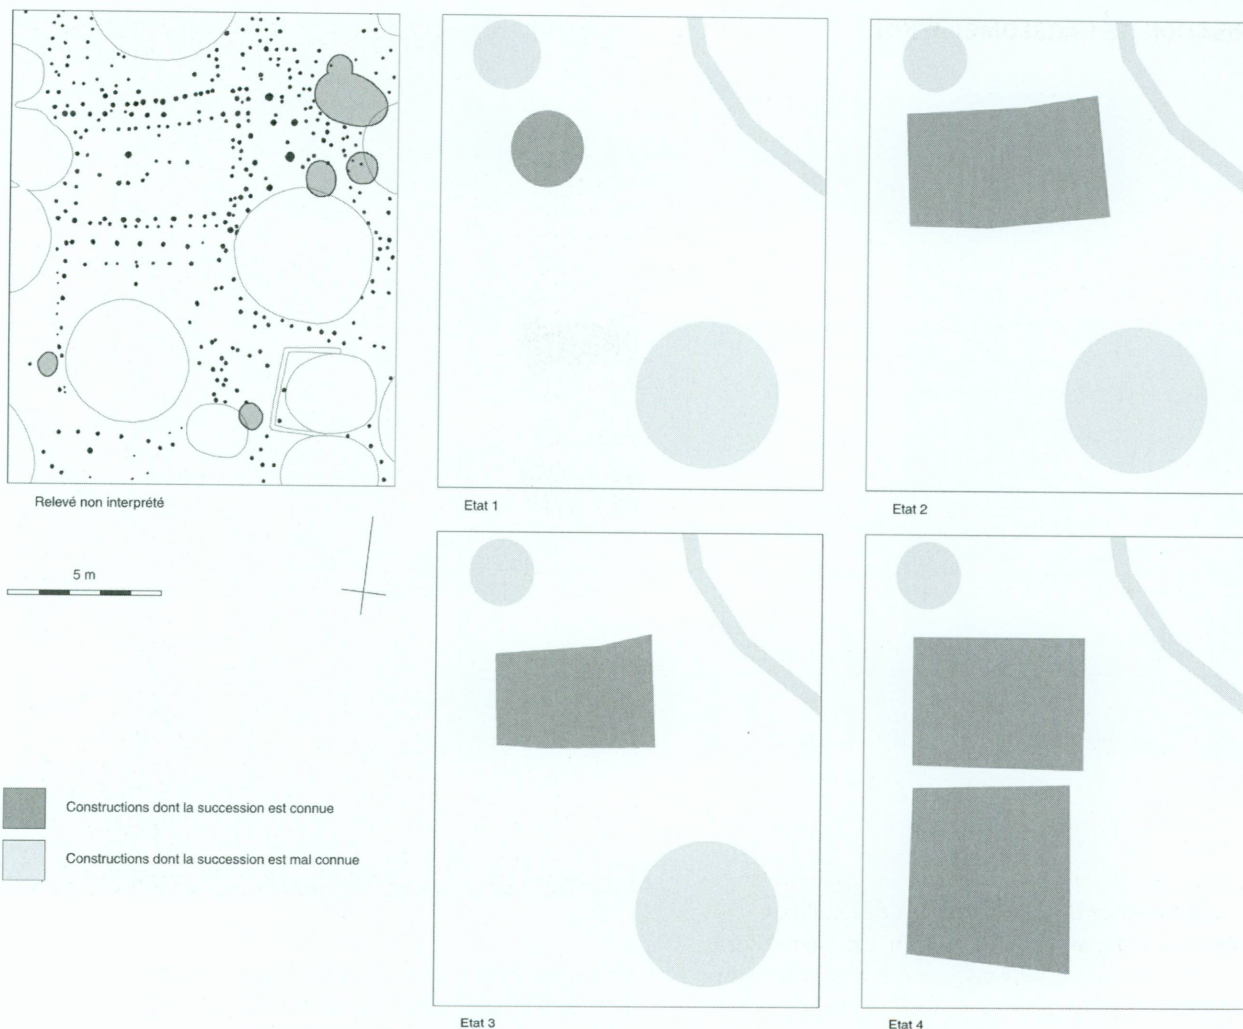 Relevé non interprété
Etat 1
Etat 2
5 m
Constructions dont la succession est connue
Constructions dont la succession est mal connue
Etat 3
Etat 4